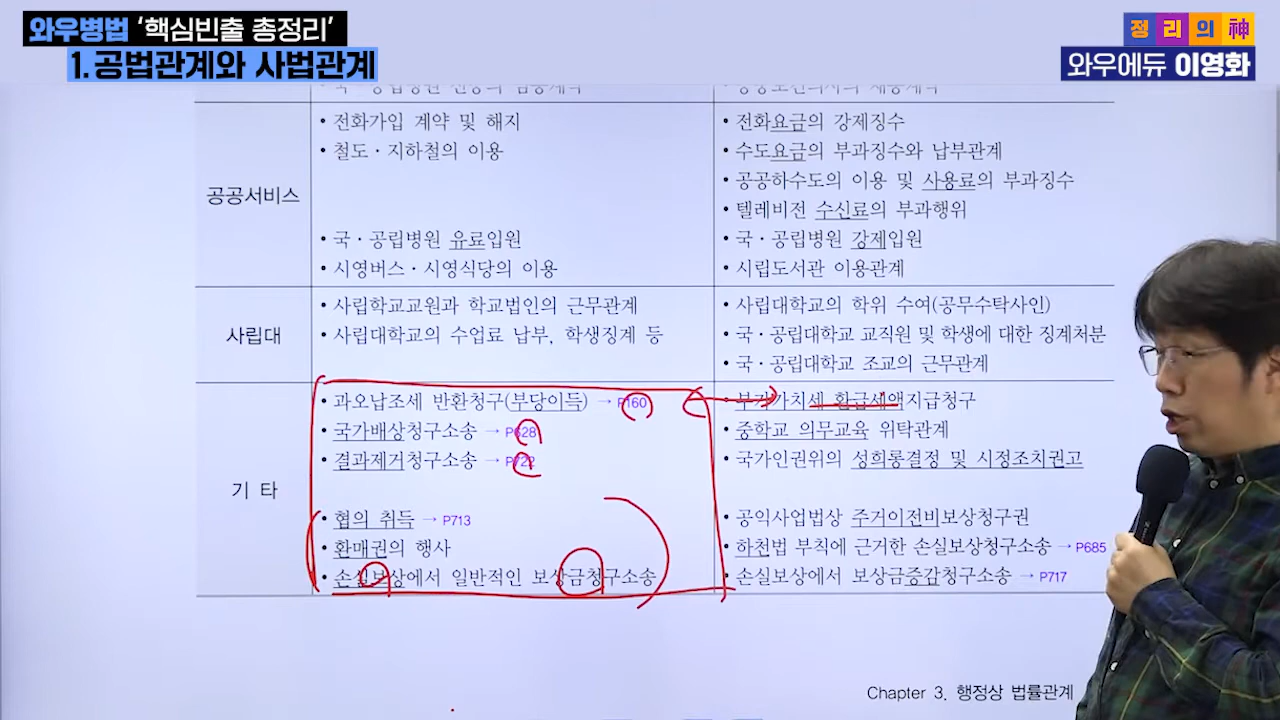 와우병법 '핵심빈출 총정리'
1. 공법관계와 사법관계
정리의神
와우에듀 이영화
공공서비스
• 전화가입 계약 및 해지
• 철도·지하철의 이용
• 국·공립병원 유료입원
• 시영버스·시영식당의 이용
• 전화요금의 강제징수
• 수도요금의 부과징수와 납부관계
• 공공하수도의 이용 및 사용료의 부과징수
• 텔레비전 수신료의 부과행위
• 국·공립병원 강제입원
• 시립도서관 이용관계
사립대
• 사립학교교원과 학교법인의 근무관계
• 사립대학교의 수업료 납부, 학생징계 등
• 사립대학교의 학위 수여(공무수탁사인)
• 국·공립대학교 교직원 및 학생에 대한 징계처분
• 국·공립대학교 조교의 근무관계
기 타
• 과오납조세 반환청구(부당이득) → P160
• 국가배상청구소송 → P628
• 결과제거청구소송 → P722
• 협의 취득 → P713
• 환매권의 행사
• 손실보상에서 일반적인 보상금청구소송
• 부가가치세 환급세액지급청구
• 중학교 의무교육 위탁관계
• 국가인권위의 성희롱결정 및 시정조치권고
• 공익사업법상 주거이전비보상청구권
• 하천법 부칙에 근거한 손실보상청구소송 → P685
• 손실보상에서 보상금증감청구소송 → P717
Chapter 3. 행정상 법률관계